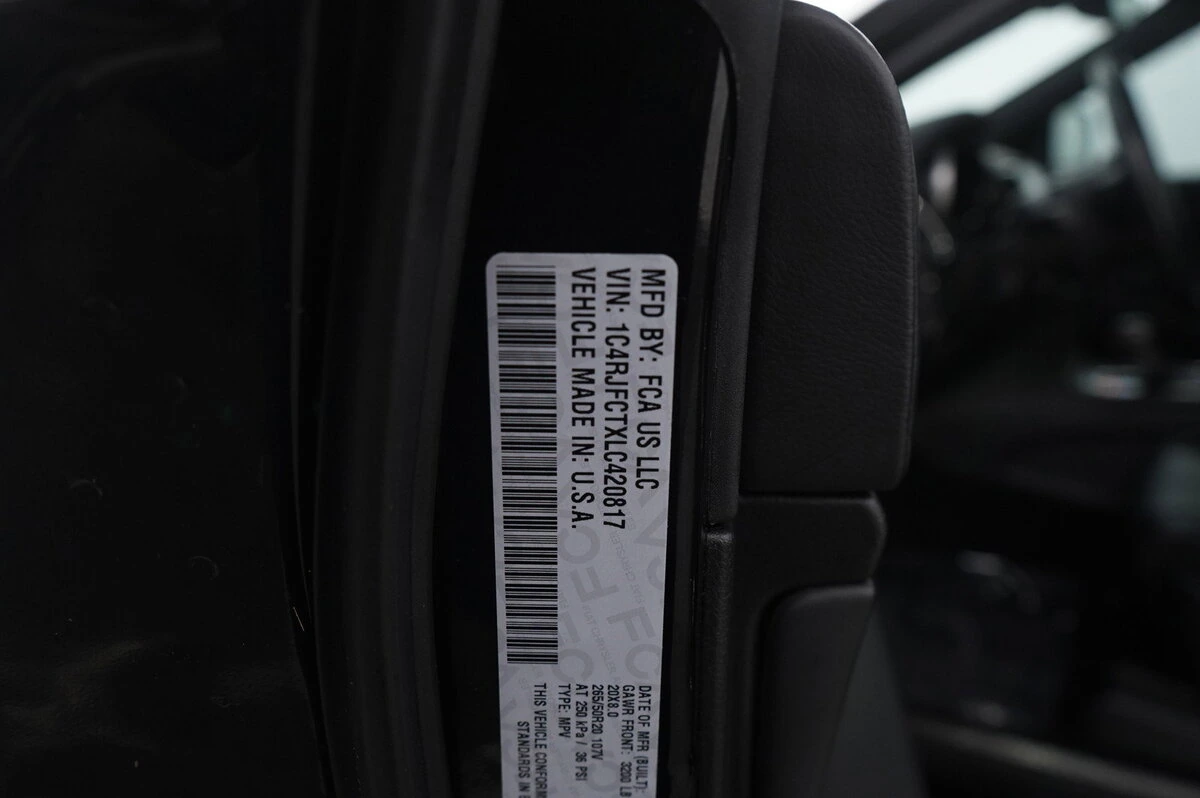 MFD BY: FCA US LLC
VIN: 1C4RJFCTXLC420817
VEHICLE MADE IN: U.S.A.
DATE OF MFR (BUILT):
GAWR FRONT: 3200 LB
20X8.0
265/50R20 107V
AT 250 kPa / 36 PSI
TYPE: MPV
THIS VEHICLE CONFORM
STANDARDS IN E